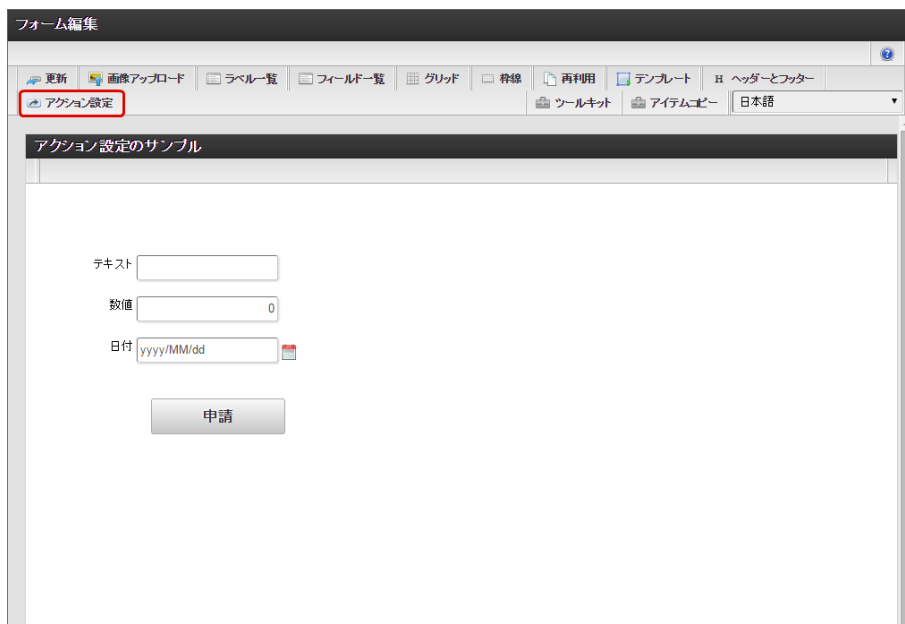 フォーム編集
更新 画像アップロード ラベル一覧 フィールド一覧 グリッド 枠線 再利用 テンプレート H ヘッダーとフッター
アクション設定 ツールキット アイテムコピー 日本語
アクション設定のサンプル
テキスト
数値 0
日付 yyyy/MM/dd
申請